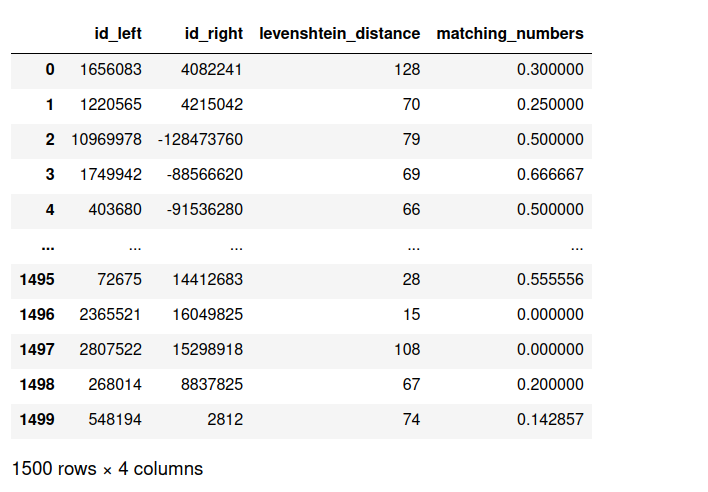 id_left id_right levenshtein_distance matching_numbers
0 1656083 4082241 128 0.300000
1 1220565 4215042 70 0.250000
2 10969978 -128473760 79 0.500000
3 1749942 -88566620 69 0.666667
4 403680 -91536280 66 0.500000
... ... ... ... ...
1495 72675 14412683 28 0.555556
1496 2365521 16049825 15 0.000000
1497 2807522 15298918 108 0.000000
1498 268014 8837825 67 0.200000
1499 548194 2812 74 0.142857
1500 rows × 4 columns